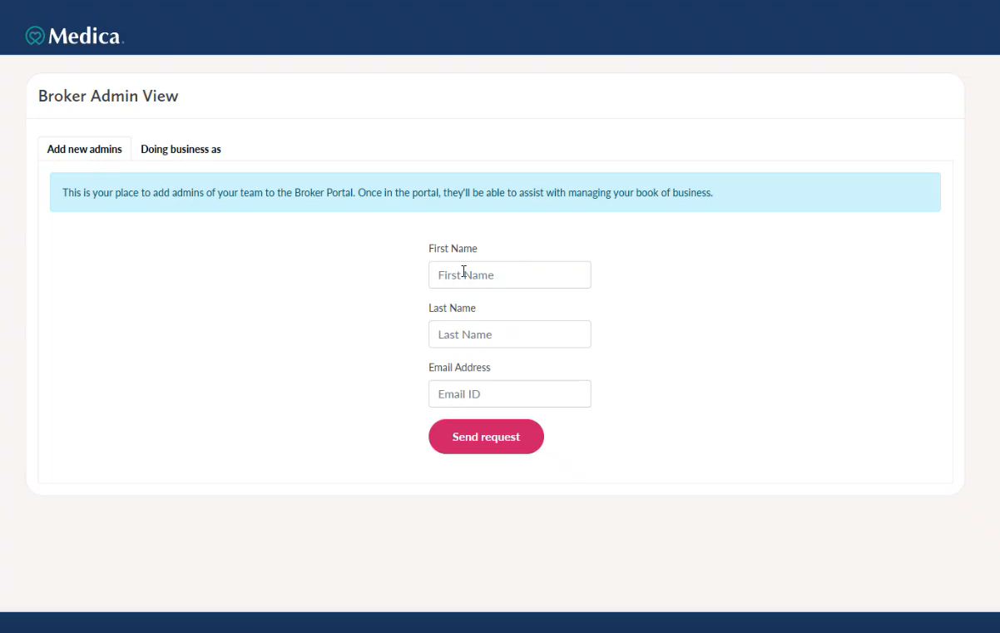 Medica.
Broker Admin View
Add new admins
Doing business as
This is your place to add admins of your team to the Broker Portal. Once in the portal, they'll be able to assist with managing your book of business.
First Name
First Name
Last Name
Last Name
Email Address
Email ID
Send request